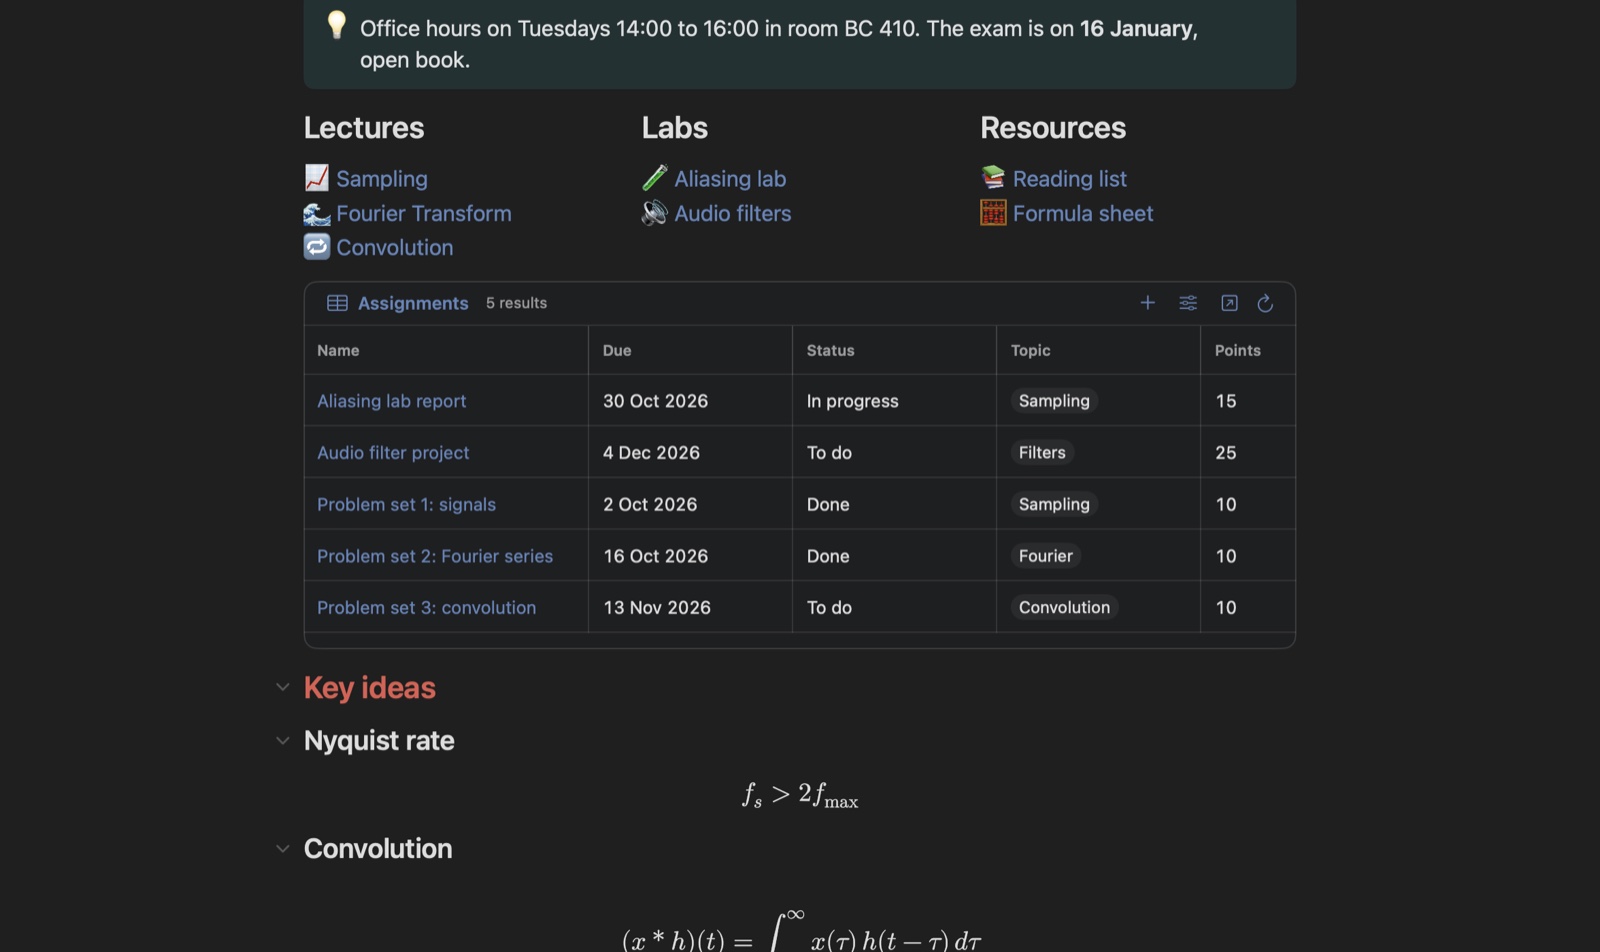 Office hours on Tuesdays 14:00 to 16:00 in room BC 410. The exam is on 16 January,
open book.
Lectures
Sampling
Fourier Transform
Convolution
Labs
Aliasing lab
Audio filters
Resources
Reading list
Formula sheet
Assignments 5 results
Name Due Status Topic Points
Aliasing lab report 30 Oct 2026 In progress Sampling 15
Audio filter project 4 Dec 2026 To do Filters 25
Problem set 1: signals 2 Oct 2026 Done Sampling 10
Problem set 2: Fourier series 16 Oct 2026 Done Fourier 10
Problem set 3: convolution 13 Nov 2026 To do Convolution 10
Key ideas
Nyquist rate
fₛ > 2f_max
Convolution
(x * h)(t) = ∫^∞ x(τ) h(t − τ) dτ